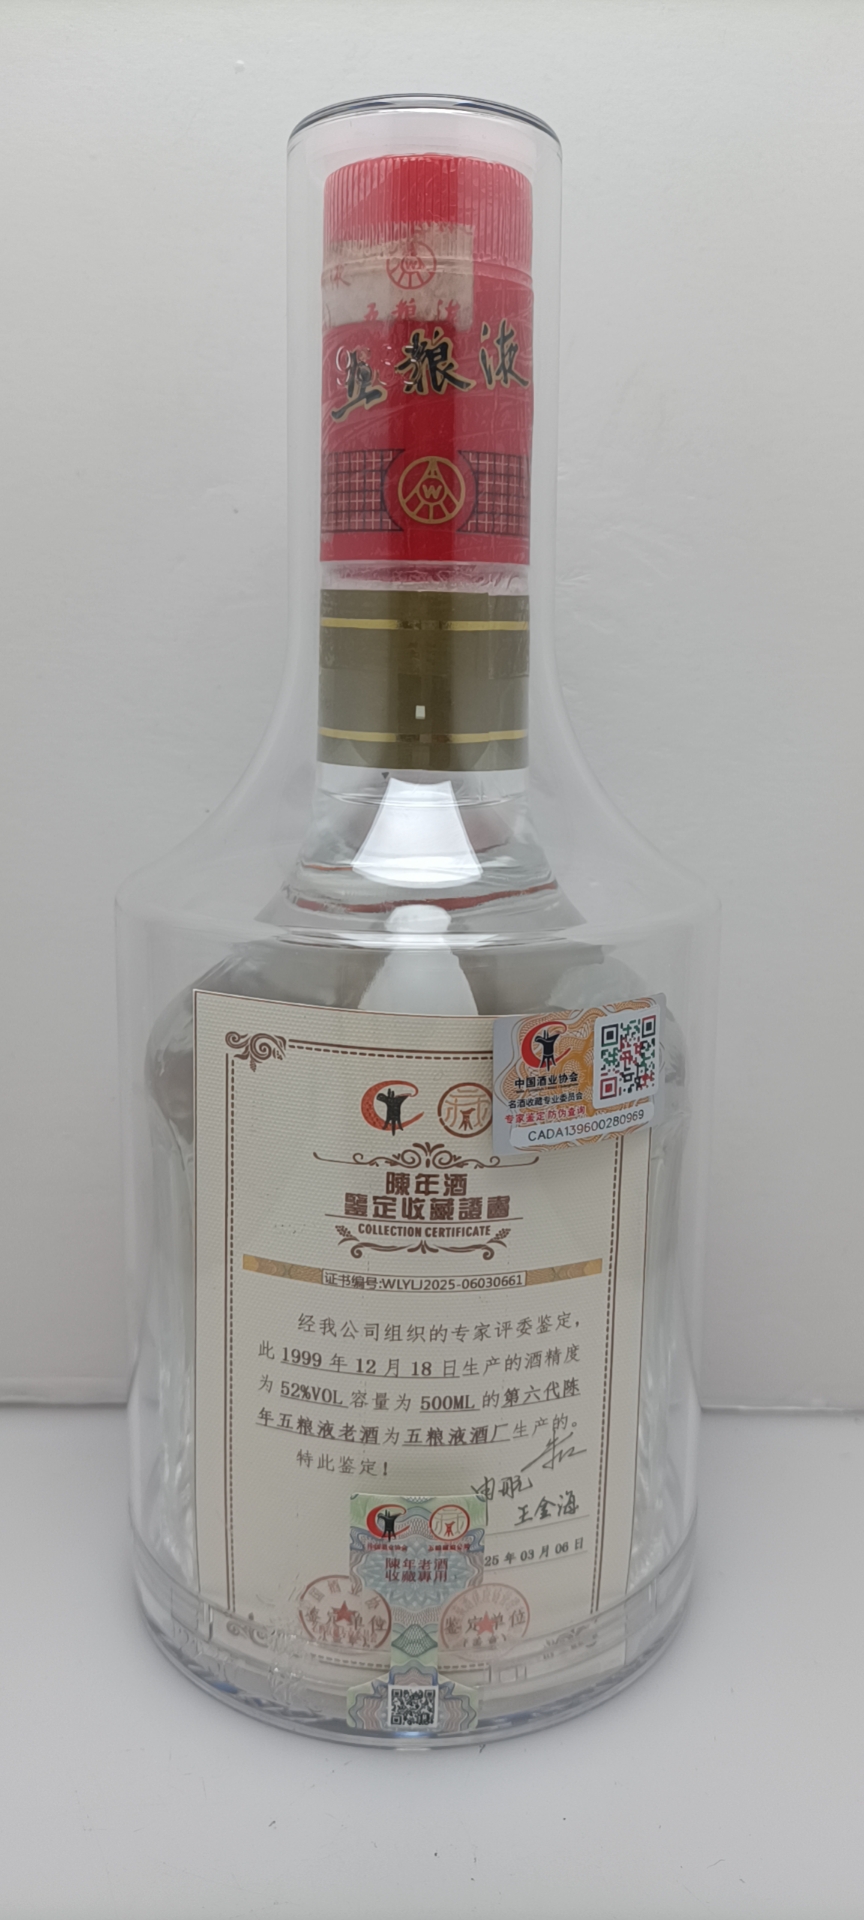 五粮液
五粮液
W
中国酒业协会
名酒收藏专业委员会
专家鉴定防伪查询
CADA139600280969
陳年酒
鑒定收藏證書
COLLECTION CERTIFICATE
证书编号:WLYLJ2025-06030661
经我公司组织的专家评委鉴定，
此1999年12月18日生产的酒精度
为52%VOL容量为500ML的第六代陈
年五粮液老酒为五粮液酒厂生产的。
特此鉴定！
王金海
25年03月06日
陳年老酒
收藏專用
鉴定单位
鉴定单位